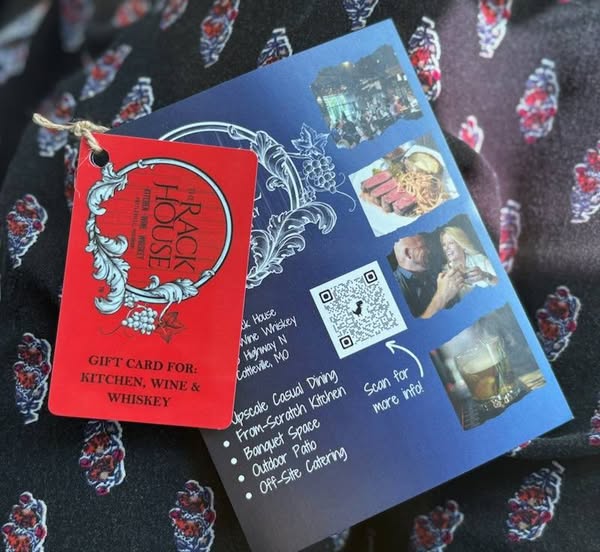 THE
RACK
HOUSE
KITCHEN WINE WHISKEY
TM
GIFT CARD FOR:
KITCHEN, WINE &
WHISKEY
ck House
Wine Whiskey
Highway N
Cottleville, MO
Upscale Casual Dining
• From-Scratch Kitchen
• Banquet Space
• Outdoor Patio
• Off-Site Catering
Scan for
more info!